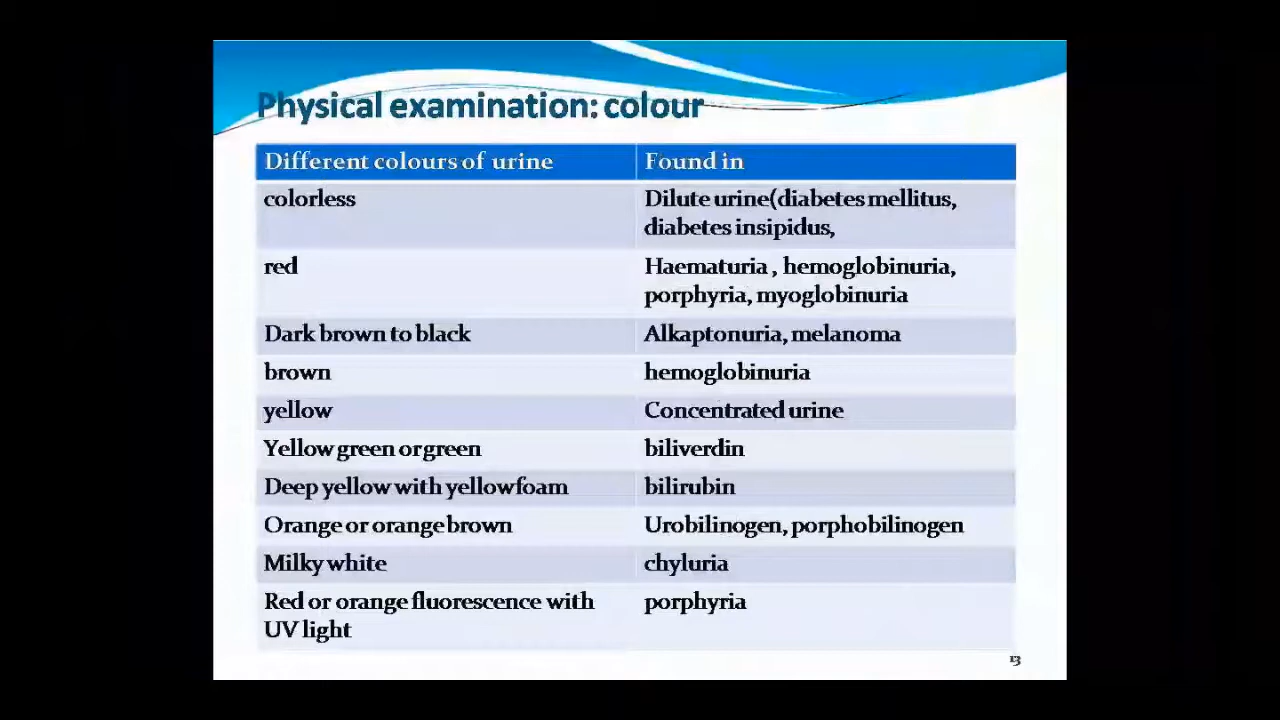 Physical examination: colour
Different colours of urine
Found in
colorless
Dilute urine(diabetes mellitus,
diabetes insipidus,
red
Haematuria , hemoglobinuria,
porphyria, myoglobinuria
Dark brown to black
Alkaptonuria, melanoma
brown
hemoglobinuria
yellow
Concentrated urine
Yellow green or green
biliverdin
Deep yellow with yellow foam
bilirubin
Orange or orange brown
Urobilinogen, porphobilinogen
Milky white
chyluria
Red or orange fluorescence with
UV light
porphyria
13